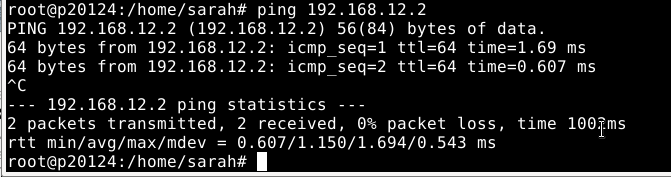 root@p20124:/home/sarah# ping 192.168.12.2
PING 192.168.12.2 (192.168.12.2) 56(84) bytes of data.
64 bytes from 192.168.12.2: icmp_seq=1 ttl=64 time=1.69 ms
64 bytes from 192.168.12.2: icmp_seq=2 ttl=64 time=0.607 ms
^C
--- 192.168.12.2 ping statistics ---
2 packets transmitted, 2 received, 0% packet loss, time
rtt min/avg/max/mdev = 0.607/1.150/1.694/0.543 ms
root@p20124:/home/sarah#